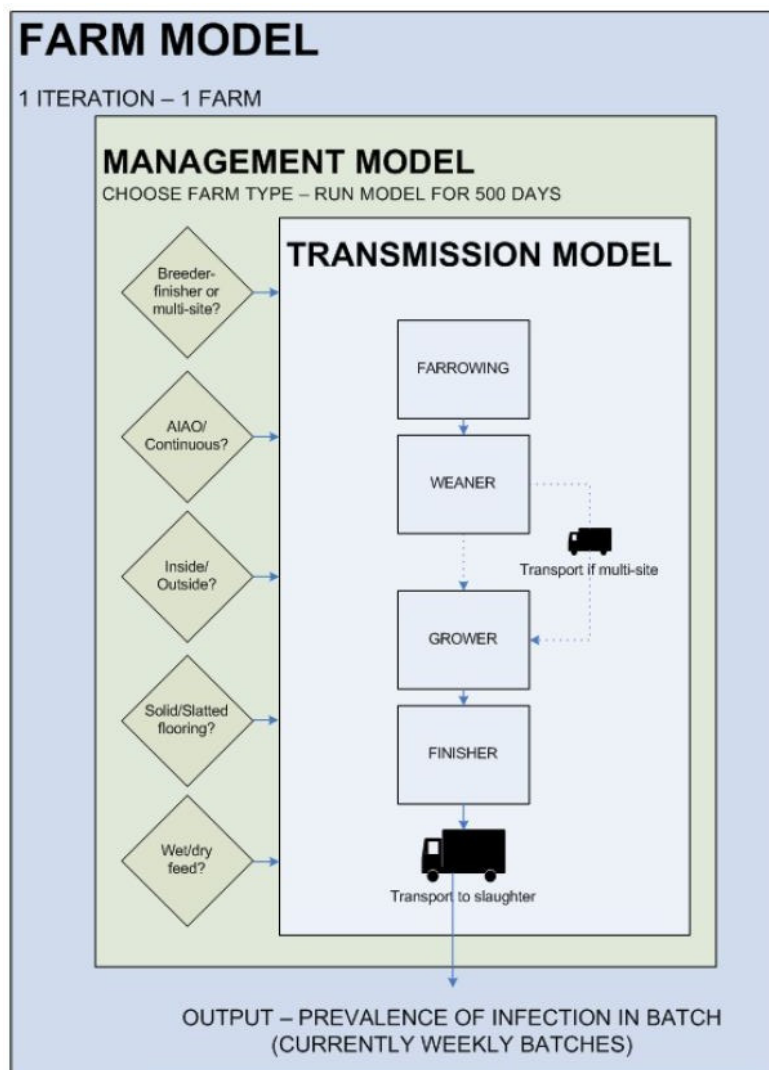 FARM MODEL
1 ITERATION – 1 FARM
MANAGEMENT MODEL
CHOOSE FARM TYPE – RUN MODEL FOR 500 DAYS
TRANSMISSION MODEL
Breeder-
finisher or
multi-site?
AIAO/
Continuous?
Inside/
Outside?
Solid/Slatted
flooring?
Wet/dry
feed?
FARROWING
WEANER
Transport if multi-site
GROWER
FINISHER
Transport to slaughter
OUTPUT – PREVALENCE OF INFECTION IN BATCH
(CURRENTLY WEEKLY BATCHES)